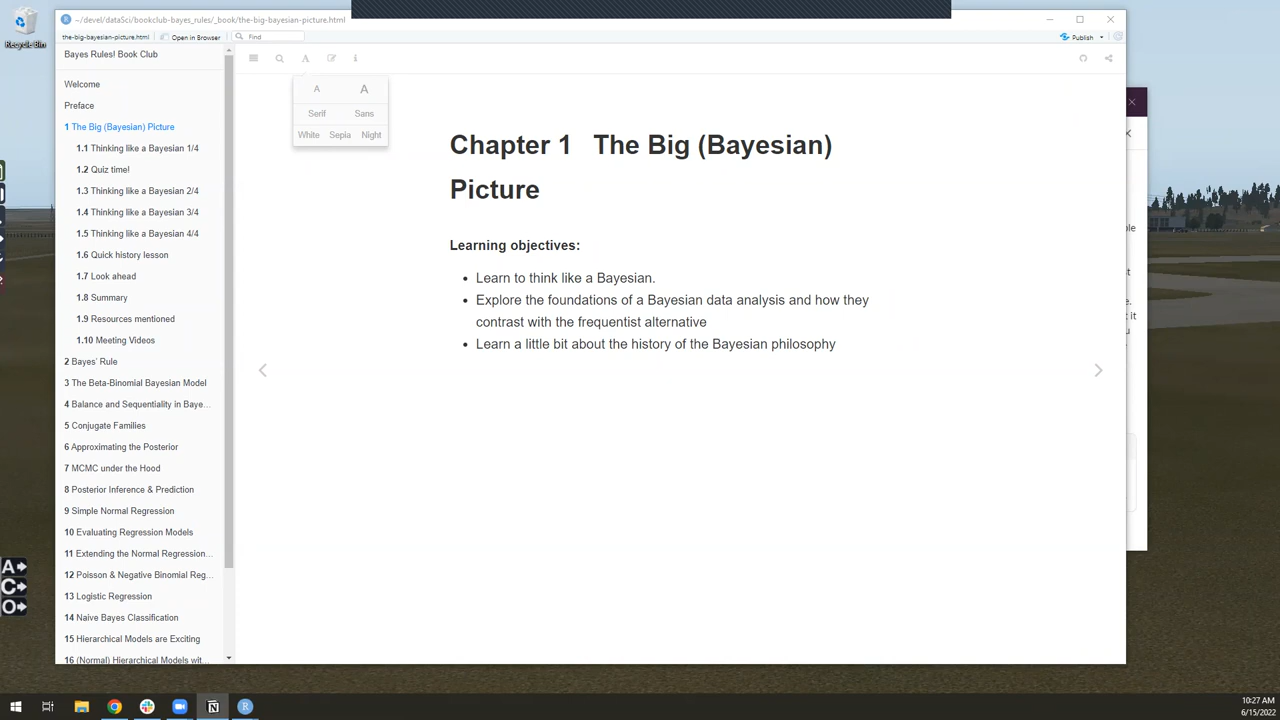 Recycle Bin
~/devel/dataSci/bookclub-bayes_rules/_book/the-big-bayesian-picture.html
the-big-bayesian-picture.html
Open in Browser
Find
Publish
Bayes Rules! Book Club
Welcome
Preface
1 The Big (Bayesian) Picture
1.1 Thinking like a Bayesian 1/4
1.2 Quiz time!
1.3 Thinking like a Bayesian 2/4
1.4 Thinking like a Bayesian 3/4
1.5 Thinking like a Bayesian 4/4
1.6 Quick history lesson
1.7 Look ahead
1.8 Summary
1.9 Resources mentioned
1.10 Meeting Videos
2 Bayes' Rule
3 The Beta-Binomial Bayesian Model
4 Balance and Sequentiality in Baye...
5 Conjugate Families
6 Approximating the Posterior
7 MCMC under the Hood
8 Posterior Inference & Prediction
9 Simple Normal Regression
10 Evaluating Regression Models
11 Extending the Normal Regression...
12 Poisson & Negative Binomial Reg...
13 Logistic Regression
14 Naive Bayes Classification
15 Hierarchical Models are Exciting
16 (Normal) Hierarchical Models wit...
A A
Serif Sans
White Sepia Night
Chapter 1 The Big (Bayesian)
Picture
Learning objectives:
• Learn to think like a Bayesian.
• Explore the foundations of a Bayesian data analysis and how they
contrast with the frequentist alternative
• Learn a little bit about the history of the Bayesian philosophy
A
C
O
10:27 AM
6/15/2022